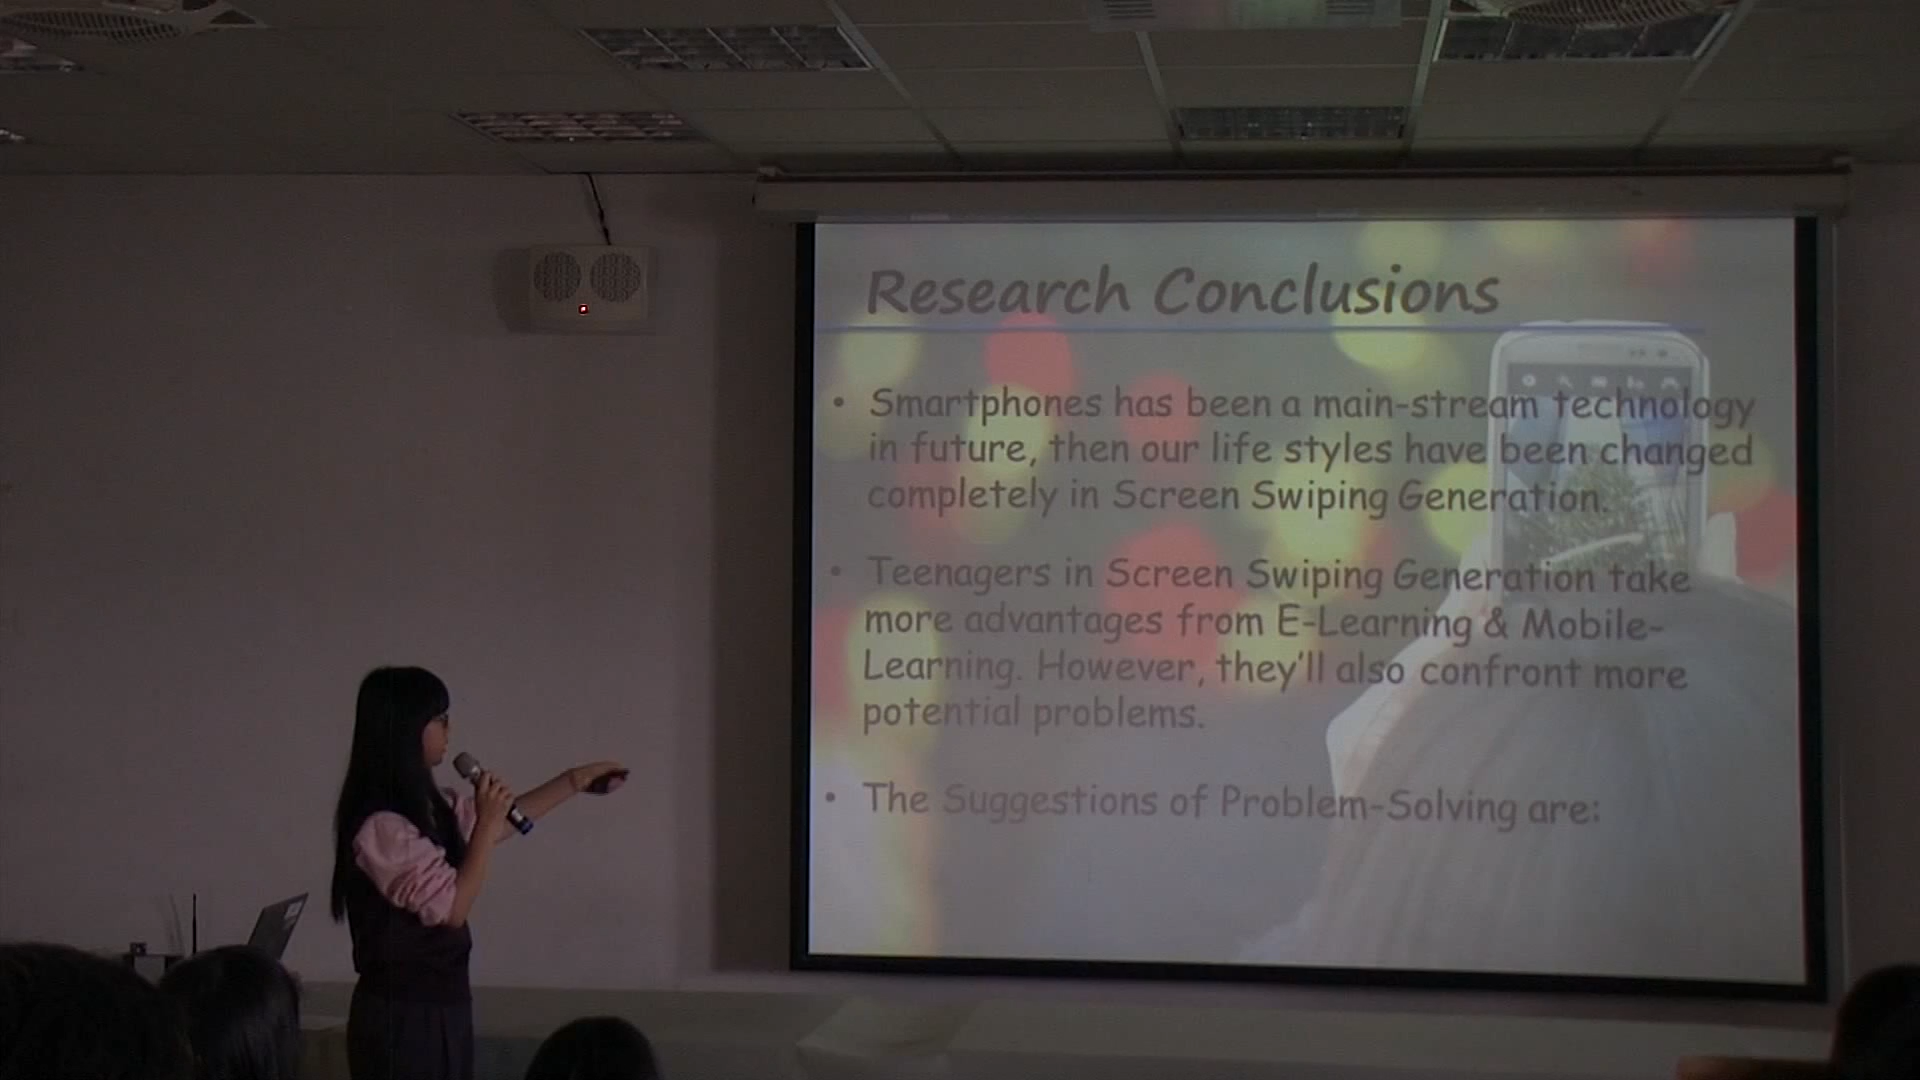 Research Conclusions
• Smartphones has been a main-stream technology
in future, then our life styles have been changed
completely in Screen Swiping Generation.
• Teenagers in Screen Swiping Generation take
more advantages from E-Learning & Mobile-
Learning. However, they'll also confront more
potential problems.
• The Suggestions of Problem-Solving are: